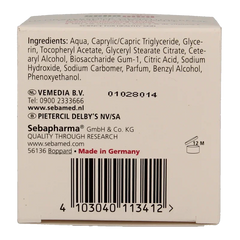 Ingredients: Aqua, Caprylic/Capric Triglyceride, Glyce-
rin, Tocopheryl Acetate, Glyceryl Stearate Citrate, Cete-
aryl Alcohol, Biosaccharide Gum-1, Citric Acid, Sodium
Hydroxide, Sodium Carbomer, Parfum, Benzyl Alcohol,
Phenoxyethanol.
VEMEDIA B.V.
Tel. 0900 2333666
www.sebamed.nl
01028014
PIETERCIL DELBY'S NV/SA
Sebapharma® GmbH & Co. KG
QUALITY THROUGH RESEARCH
www.sebamed.com
56136 Boppard • Made in Germany
12 M
4 103040 113412 >